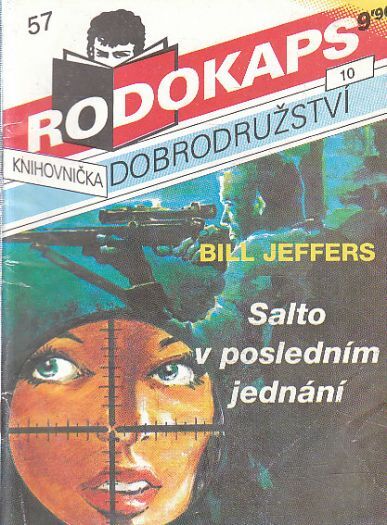 57
9'90
RODOKAPS
10
KNIHOVNIČKA
DOBRODRUŽSTVÍ
BILL JEFFERS
Salto
v posledním
jednání